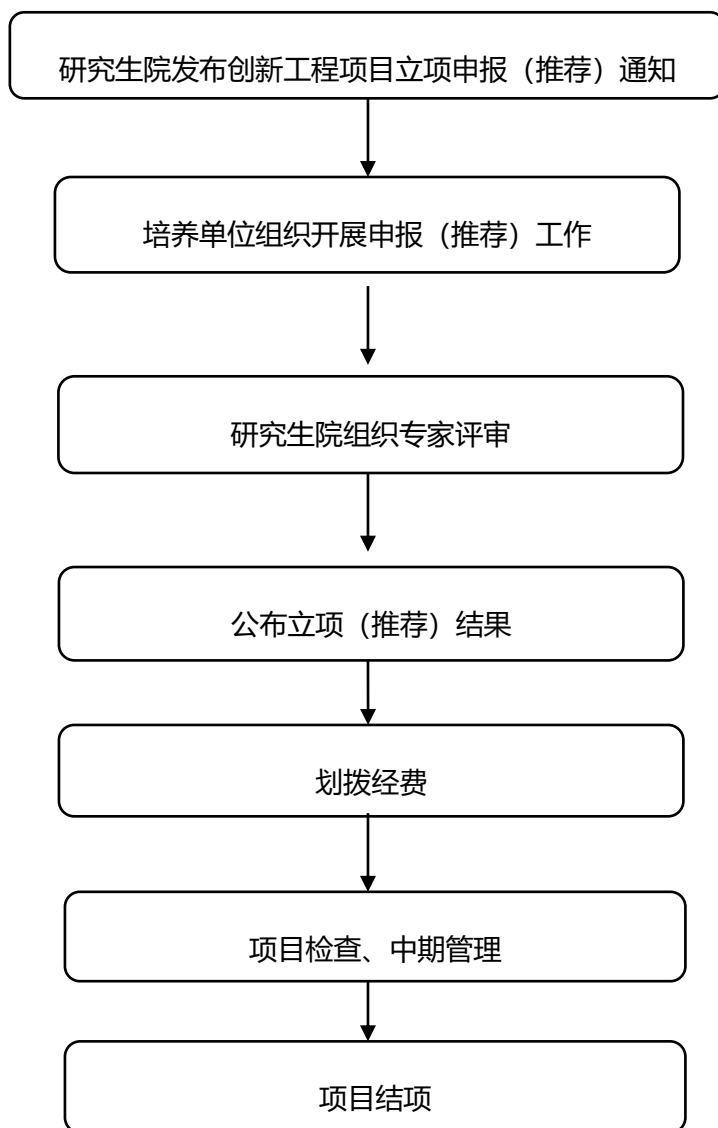 研究生院发布创新工程项目立项申报（推荐）通知
培养单位组织开展申报（推荐）工作
研究生院组织专家评审
公布立项（推荐）结果
划拨经费
项目检查、中期管理
项目结项